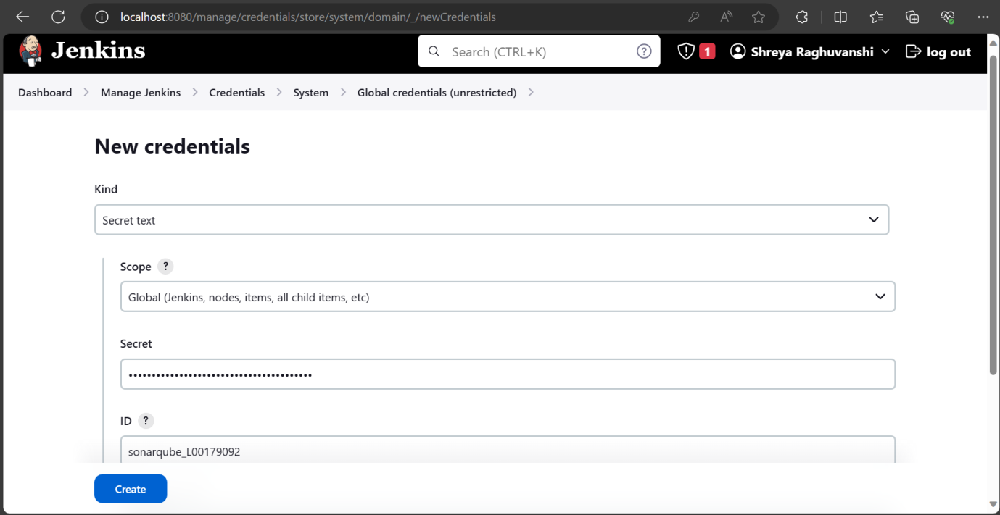 localhost:8080/manage/credentials/store/system/domain/_/newCredentials
Jenkins
Search (CTRL+K)
?
1
Shreya Raghuvanshi
log out
Dashboard > Manage Jenkins > Credentials > System > Global credentials (unrestricted) >
New credentials
Kind
Secret text
Scope ?
Global (Jenkins, nodes, items, all child items, etc)
Secret
••••••••••••••••••••••••••••••••••••••••
ID ?
sonarqube_L00179092
Create